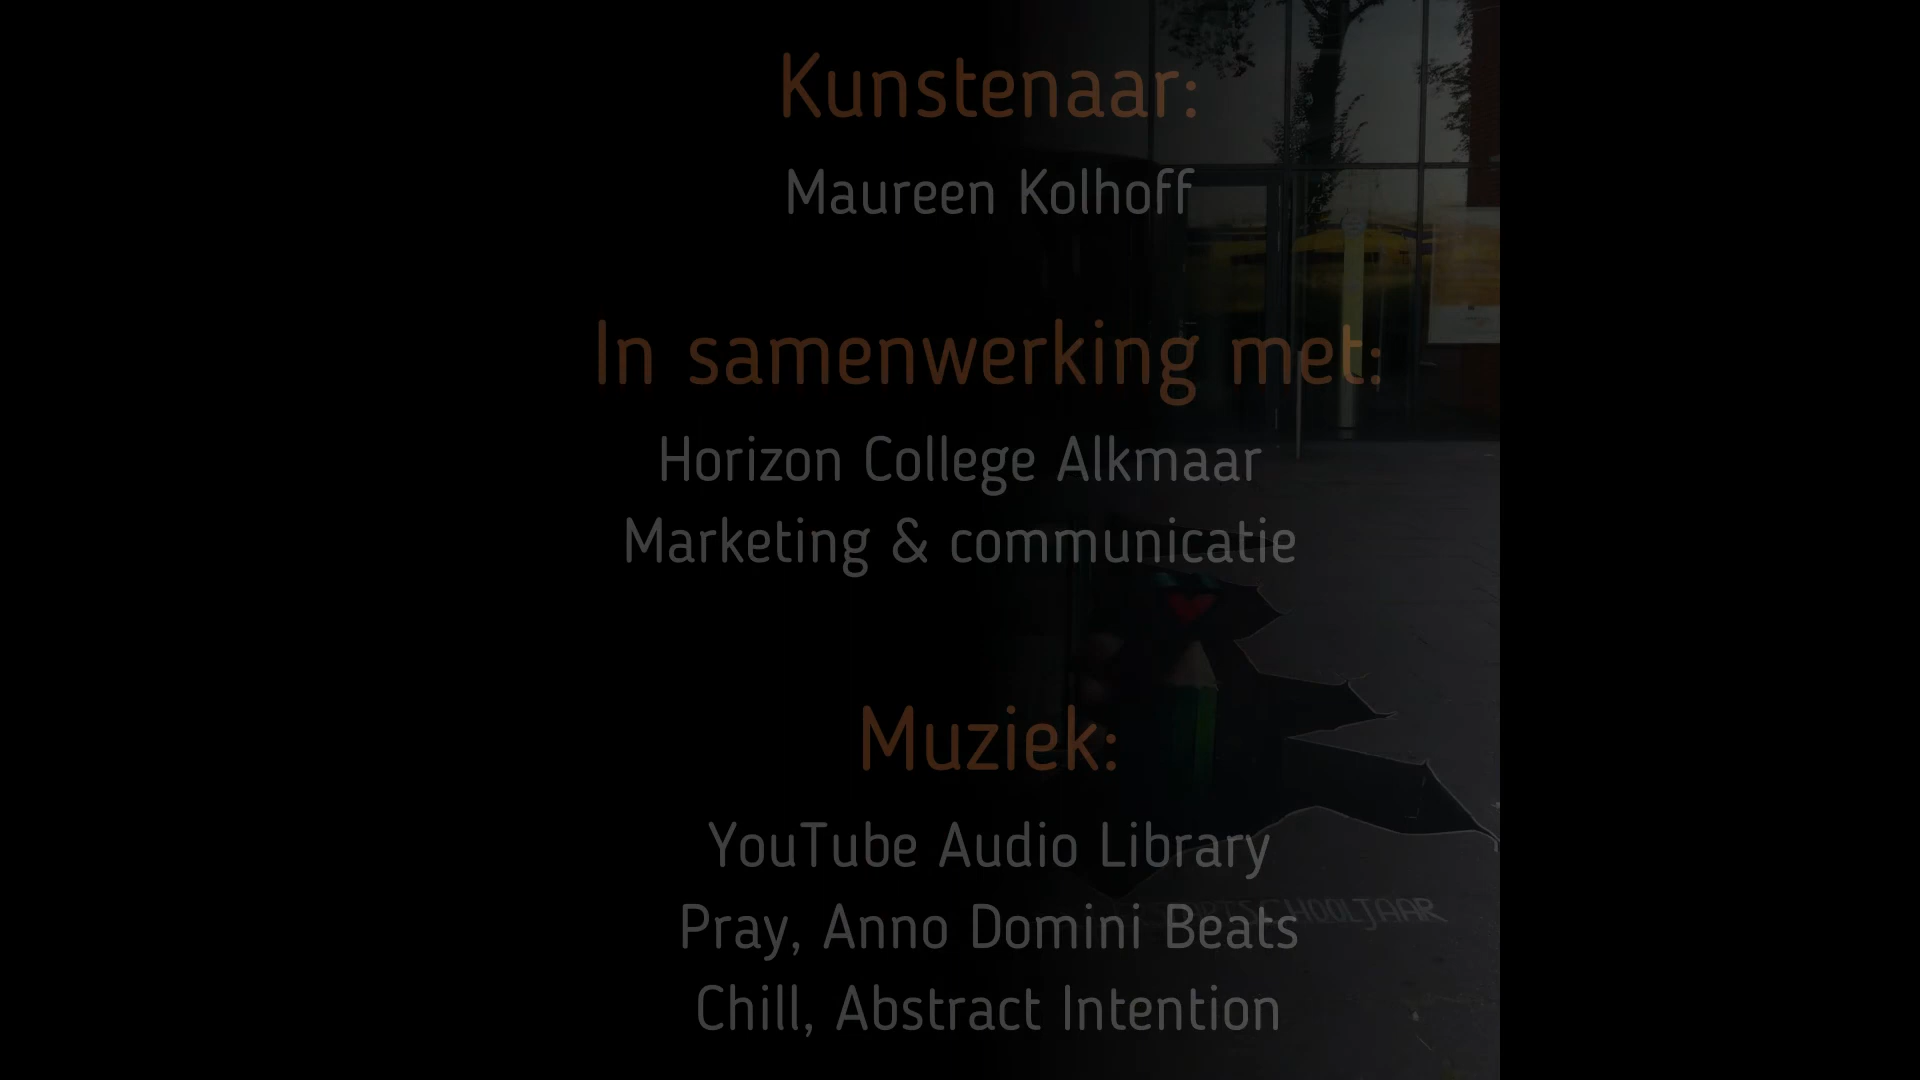 Kunstenaar:
Maureen Kolhoff
In samenwerking met:
Horizon College Alkmaar
Marketing & communicatie
Muziek:
YouTube Audio Library
Pray, Anno Domini Beats
Chill, Abstract Intention
SCHOOLJAAR